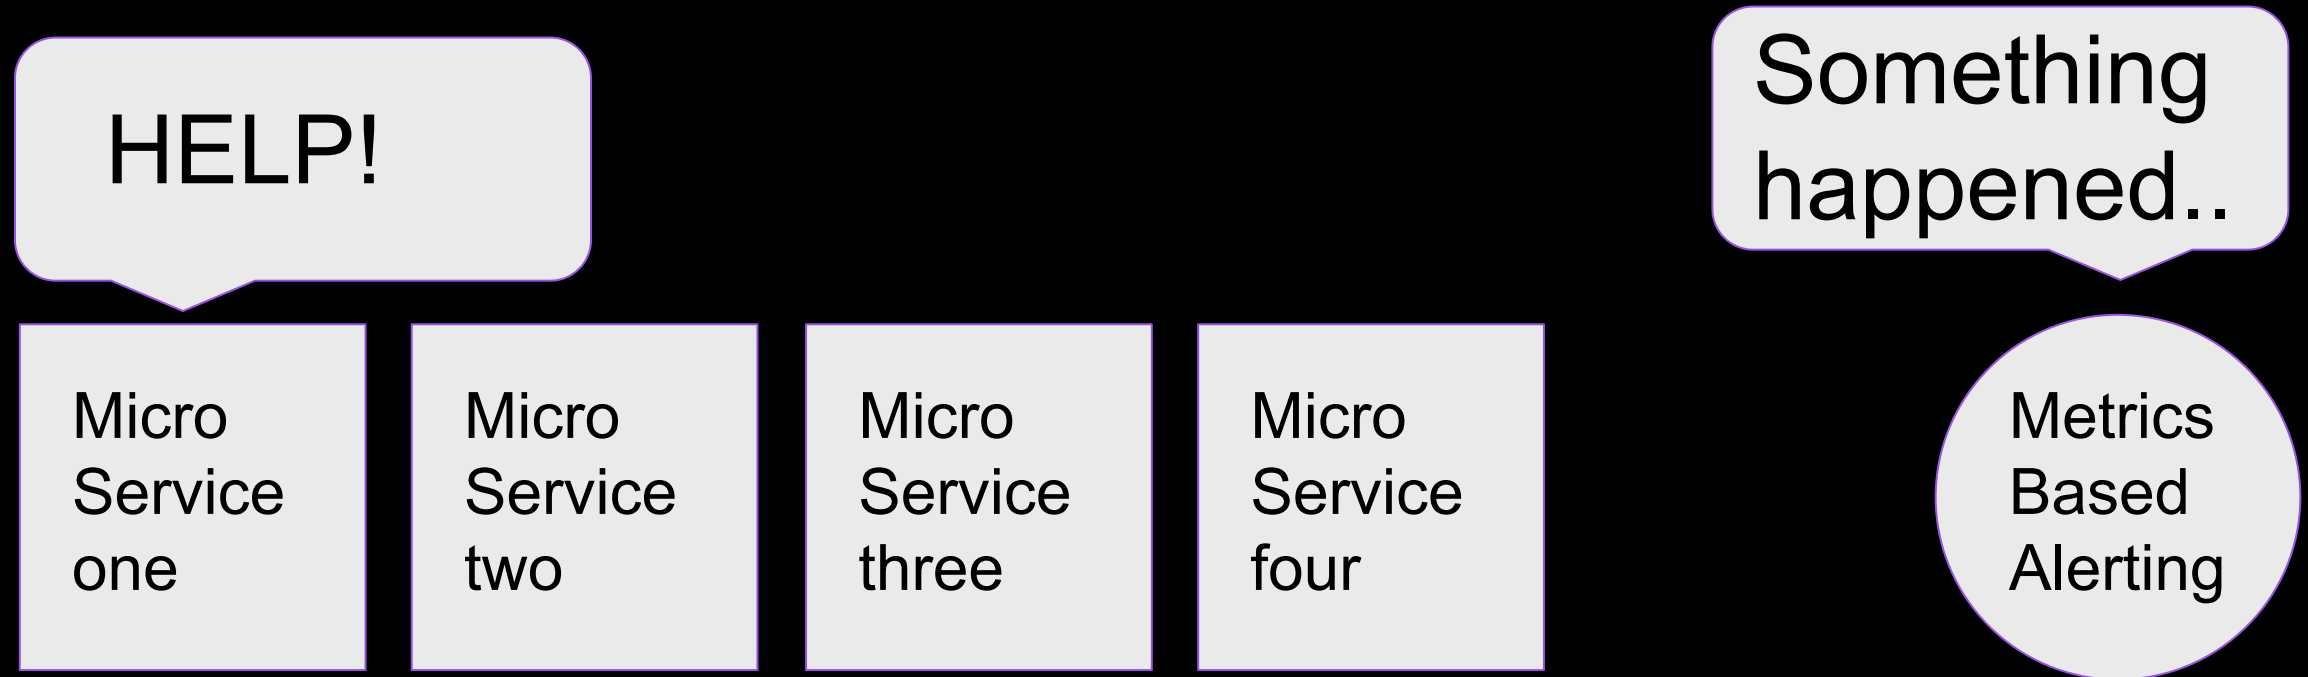 HELP!
Something
happened..
Micro
Service
one
Micro
Service
two
Micro
Service
three
Micro
Service
four
Metrics
Based
Alerting